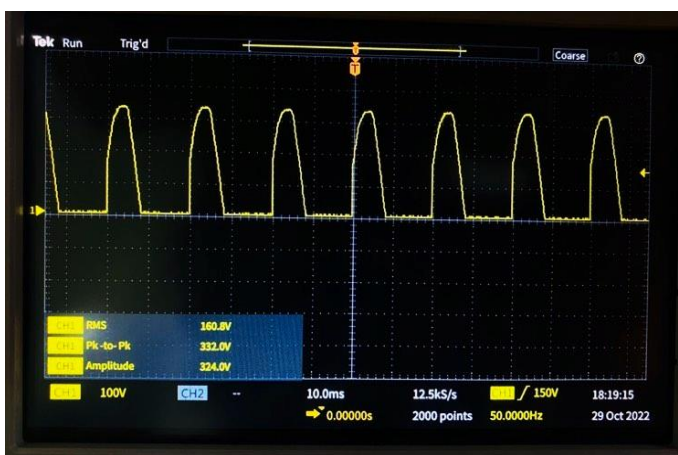 Tek Run Trig'd
T
Coarse
?
1
CH1 RMS 160.8V
CH1 Pk-to-Pk 332.0V
CH1 Amplitude 324.0V
CH1 100V CH2 -- 10.0ms 12.5kS/s CH1 150V 18:19:15
0.00000s 2000 points 50.0000Hz 29 Oct 2022